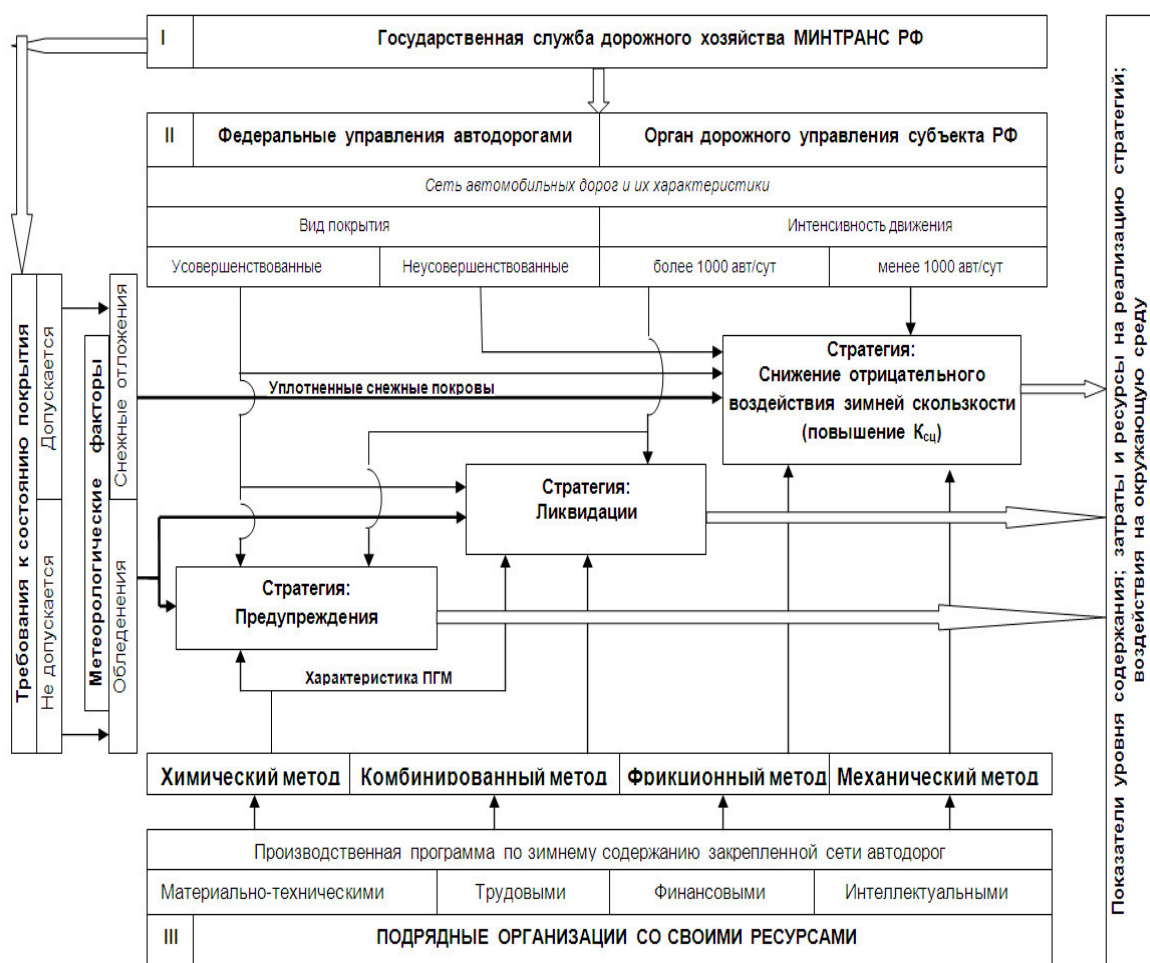 I
Государственная служба дорожного хозяйства МИНТРАНС РФ
II
Федеральные управления автодорогами
Орган дорожного управления субъекта РФ
Сеть автомобильных дорог и их характеристики
Вид покрытия
Интенсивность движения
Усовершенствованные
Неусовершенствованные
более 1000 авт/сут
менее 1000 авт/сут
Требования к состоянию покрытия
Допускается
Не допускается
Метеорологические факторы
Снежные отложения
Обледенения
Уплотненные снежные покровы
Стратегия:
Снижение отрицательного
воздействия зимней скользкости
(повышение Ксц)
Стратегия:
Ликвидации
Стратегия:
Предупреждения
Характеристика ПГМ
Химический метод
Комбинированный метод
Фрикционный метод
Механический метод
Производственная программа по зимнему содержанию закрепленной сети автодорог
Материально-техническими
Трудовыми
Финансовыми
Интеллектуальными
III
ПОДРЯДНЫЕ ОРГАНИЗАЦИИ СО СВОИМИ РЕСУРСАМИ
Показатели уровня содержания; затраты и ресурсы на реализацию стратегий;
воздействия на окружающую среду